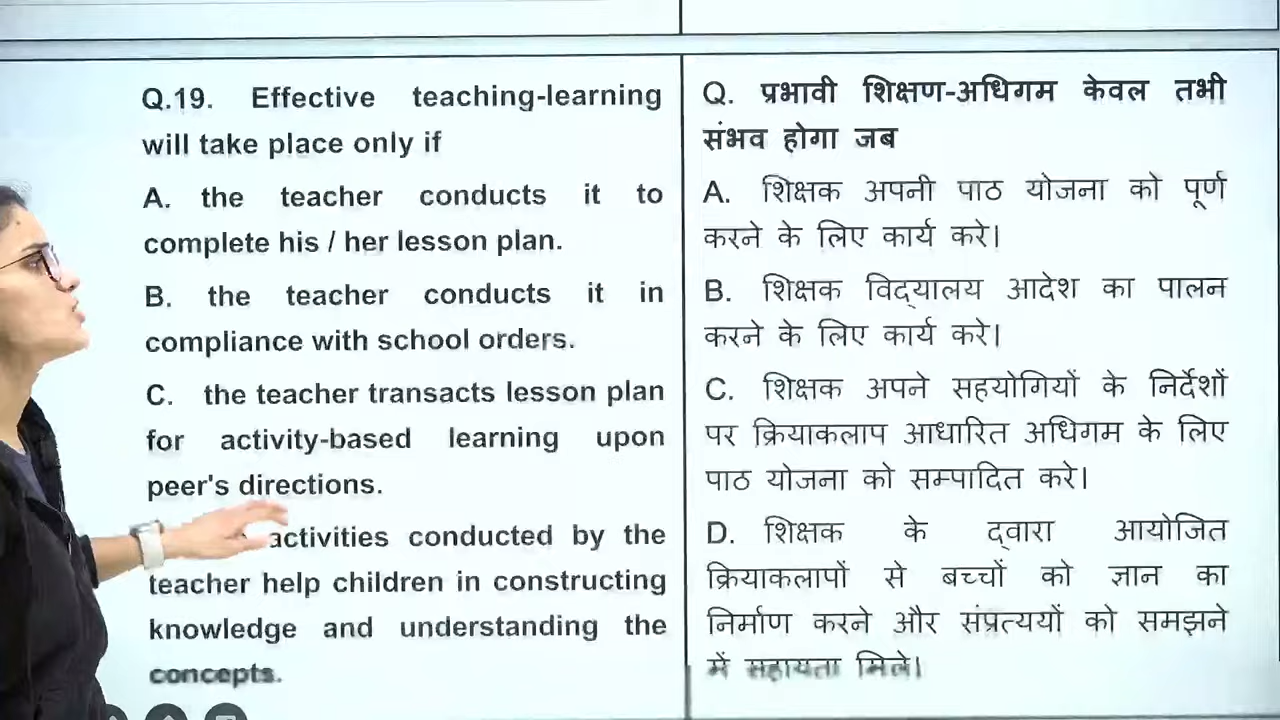 Q.19. Effective teaching-learning
will take place only if
A. the teacher conducts it to
complete his / her lesson plan.
B. the teacher conducts it in
compliance with school orders.
C. the teacher transacts lesson plan
for activity-based learning upon
peer's directions.
activities conducted by the
teacher help children in constructing
knowledge and understanding the
concepts.
Q. प्रभावी शिक्षण-अधिगम केवल तभी
संभव होगा जब
A. शिक्षक अपनी पाठ योजना को पूर्ण
करने के लिए कार्य करे।
B. शिक्षक विद्यालय आदेश का पालन
करने के लिए कार्य करे।
C. शिक्षक अपने सहयोगियों के निर्देशों
पर क्रियाकलाप आधारित अधिगम के लिए
पाठ योजना को सम्पादित करे।
D. शिक्षक के द्वारा आयोजित
क्रियाकलापों से बच्चों को ज्ञान का
निर्माण करने और संप्रत्ययों को समझने
में सहायता मिले।